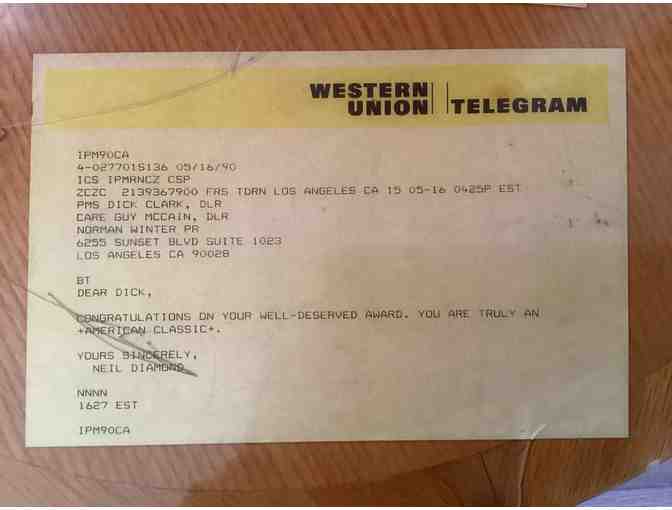 WESTERN
UNION TELEGRAM
IPM90CA
4-027701S136 05/16/90
ICS IPMRNCZ CSP
ZCZC 2139367900 FRS TDRN LOS ANGELES CA 15 05-16 0425P EST
PMS DICK CLARK, DLR
CARE GUY MCCAIN, DLR
NORMAN WINTER PR
6255 SUNSET BLVD SUITE 1023
LOS ANGELES CA 90028
BT
DEAR DICK,
CONGRATULATIONS ON YOUR WELL-DESERVED AWARD. YOU ARE TRULY AN
+AMERICAN CLASSIC+.
YOURS SINCERELY,
NEIL DIAMOND
NNNN
1627 EST
IPM90CA